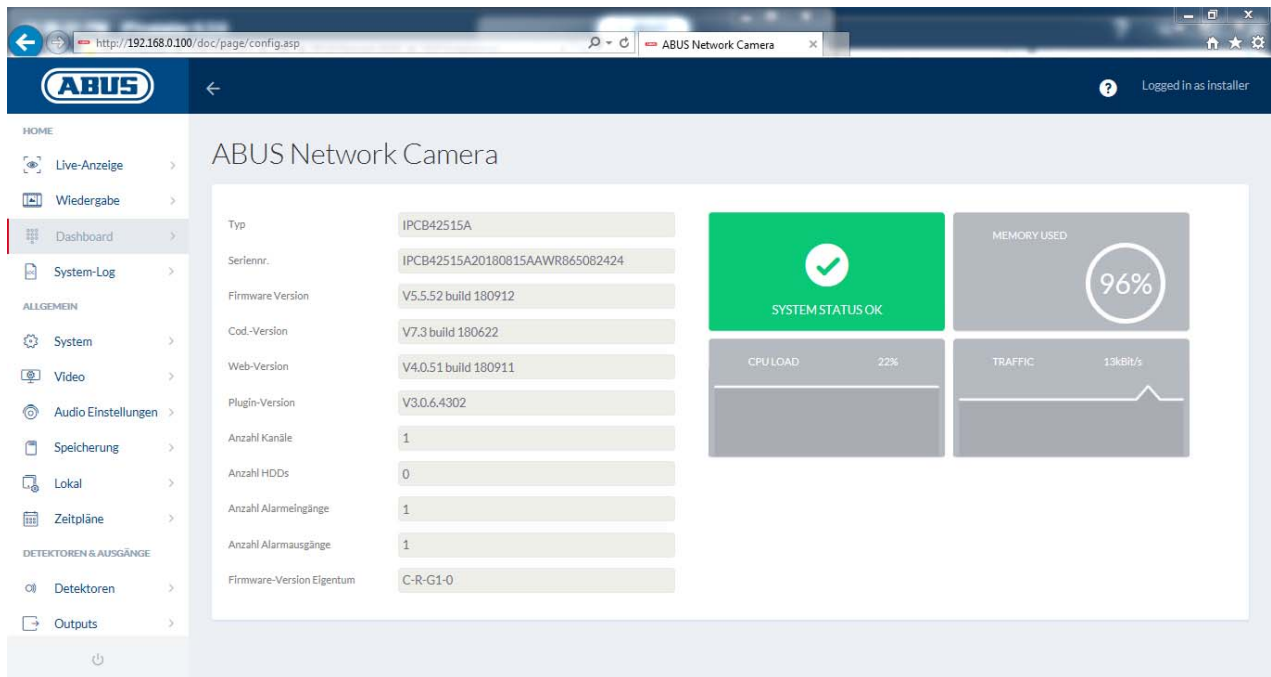 http://192.168.0.100/doc/page/config.asp
ABUS Network Camera
ABUS
Logged in as installer
HOME
Live-Anzeige
Wiedergabe
Dashboard
System-Log
ALLGEMEIN
System
Video
Audio Einstellungen
Speicherung
Lokal
Zeitpläne
DETEKTOREN & AUSGÄNGE
Detektoren
Outputs
ABUS Network Camera
Typ IPCB42515A
Seriennr. IPCB42515A20180815AAWR865082424
Firmware Version V5.5.52 build 180912
Cod.-Version V7.3 build 180622
Web-Version V4.0.51 build 180911
Plugin-Version V3.0.6.4302
Anzahl Kanäle 1
Anzahl HDDs 0
Anzahl Alarmeingänge 1
Anzahl Alarmausgänge 1
Firmware-Version Eigentum C-R-G1-0
SYSTEM STATUS OK
MEMORY USED
96%
CPU LOAD 22%
TRAFFIC 13kBit/s